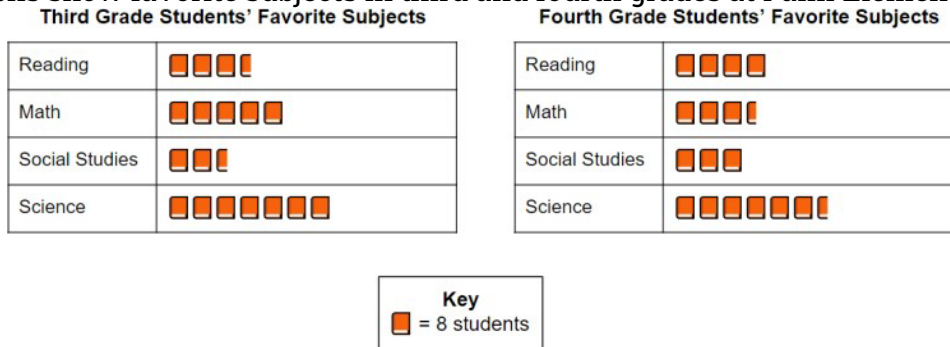 Third Grade Students' Favorite Subjects
Reading
Math
Social Studies
Science
Fourth Grade Students' Favorite Subjects
Reading
Math
Social Studies
Science
Key
= 8 students